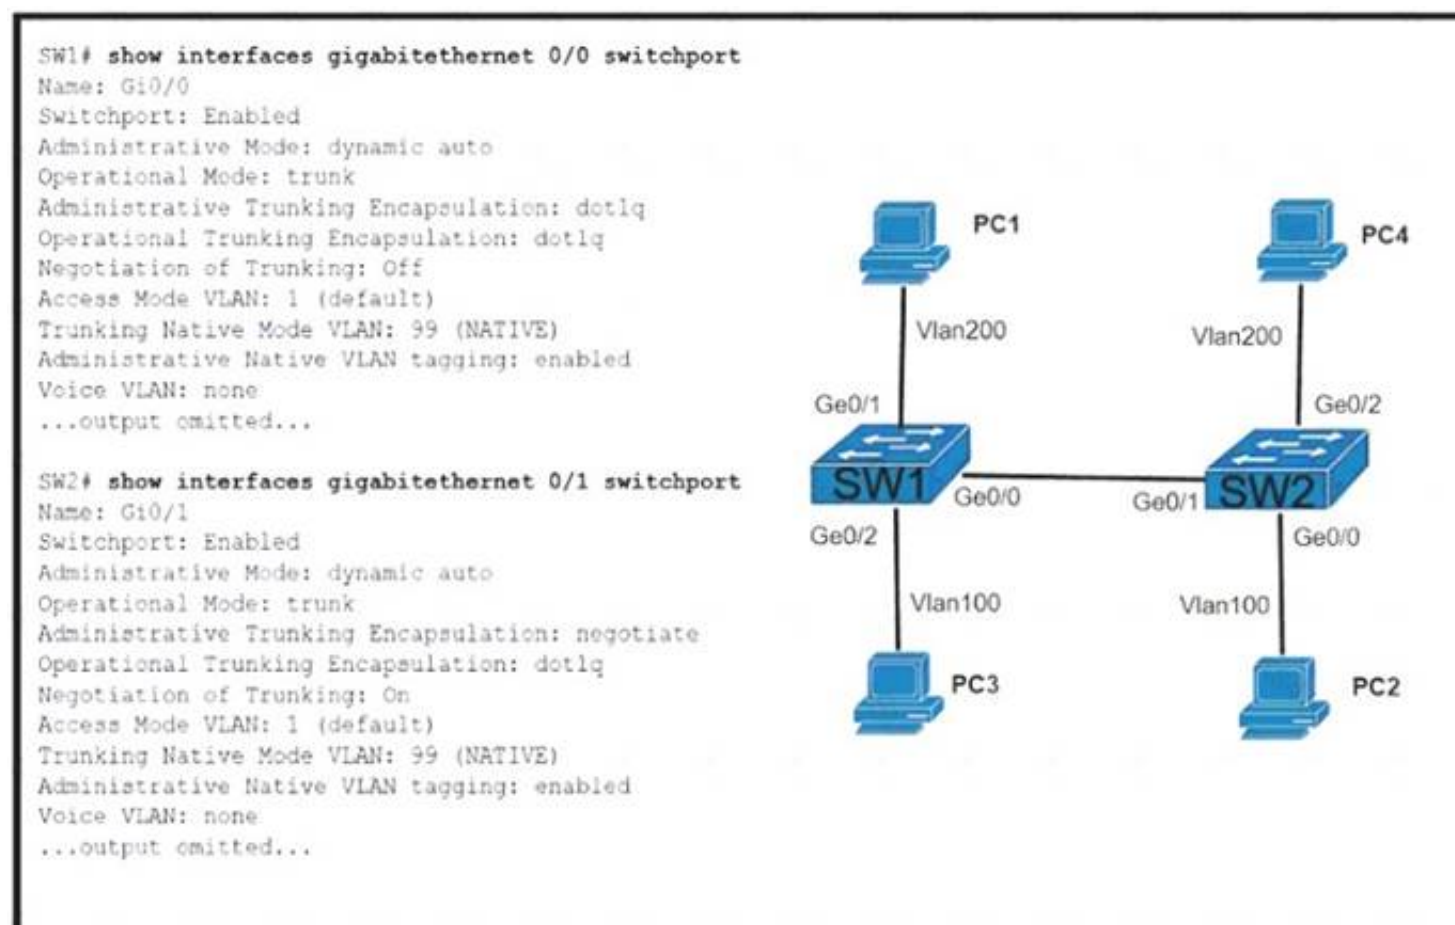 SW1# show interfaces gigabitethernet 0/0 switchport
Name: Gi0/0
Switchport: Enabled
Administrative Mode: dynamic auto
Operational Mode: trunk
Administrative Trunking Encapsulation: dot1q
Operational Trunking Encapsulation: dot1q
Negotiation of Trunking: Off
Access Mode VLAN: 1 (default)
Trunking Native Mode VLAN: 99 (NATIVE)
Administrative Native VLAN tagging: enabled
Voice VLAN: none
...output omitted...
SW2# show interfaces gigabitethernet 0/1 switchport
Name: Gi0/1
Switchport: Enabled
Administrative Mode: dynamic auto
Operational Mode: trunk
Administrative Trunking Encapsulation: negotiate
Operational Trunking Encapsulation: dot1q
Negotiation of Trunking: On
Access Mode VLAN: 1 (default)
Trunking Native Mode VLAN: 99 (NATIVE)
Administrative Native VLAN tagging: enabled
Voice VLAN: none
...output omitted...
PC1
PC4
Vlan200
Vlan200
Ge0/1
Ge0/2
SW1
Ge0/0
Ge0/1
SW2
Ge0/2
Ge0/0
Vlan100
Vlan100
PC3
PC2